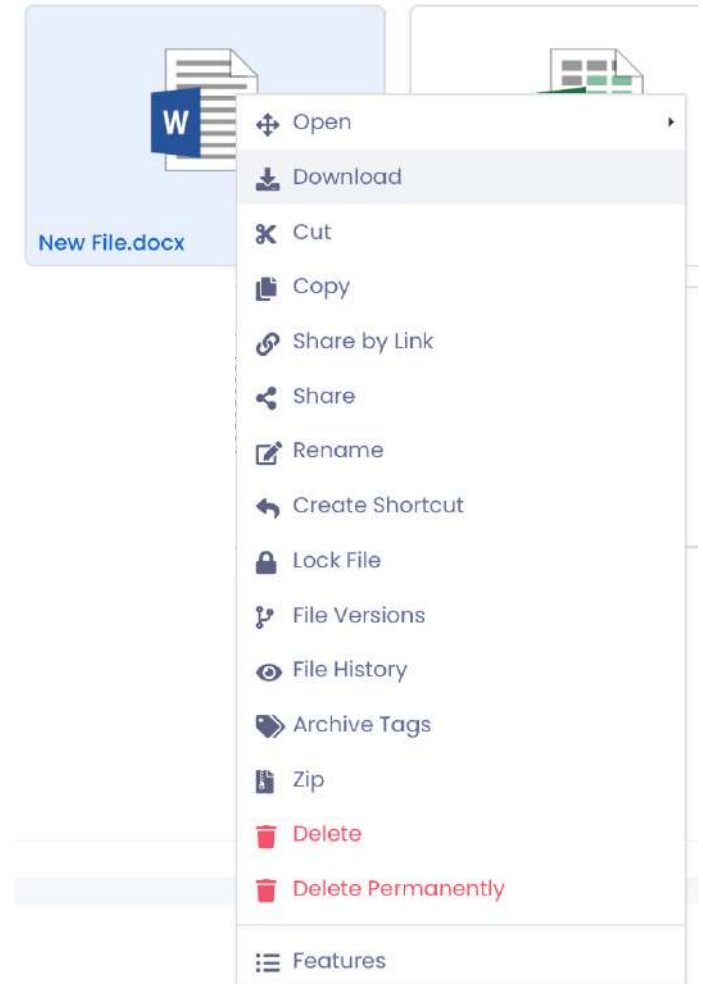 W
New File.docx
Open
Download
Cut
Copy
Share by Link
Share
Rename
Create Shortcut
Lock File
File Versions
File History
Archive Tags
Zip
Delete
Delete Permanently
Features